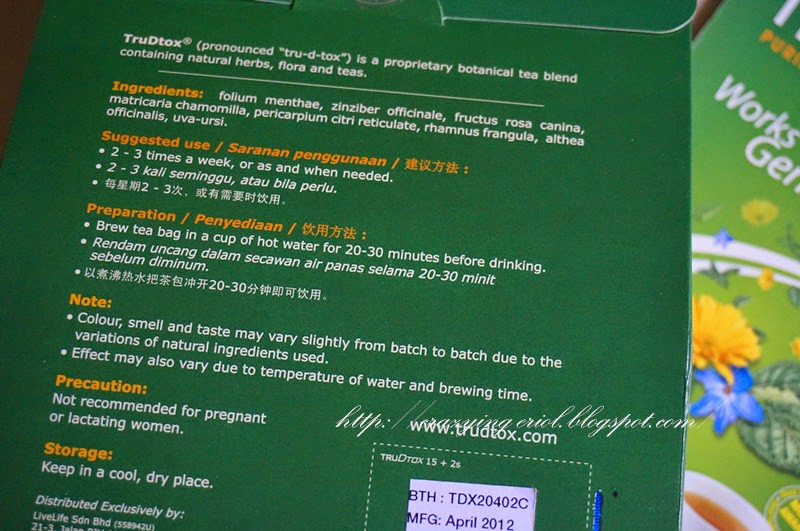 TruDtox® (pronounced "tru-d-tox") is a proprietary botanical tea blend
containing natural herbs, flora and teas.
Ingredients: folium menthae, zinziber officinale, fructus rosa canina,
matricaria chamomilla, pericarpium citri reticulate, rhamnus frangula, althea
officinalis, uva-ursi.
Suggested use / Saranan penggunaan / 建议方法 :
• 2 - 3 times a week, or as and when needed.
• 2 - 3 kali seminggu, atau bila perlu.
• 每星期2 - 3次, 或有需要时饮用。
Preparation / Penyediaan / 饮用方法 :
• Brew tea bag in a cup of hot water for 20-30 minutes before drinking.
• Rendam uncang dalam secawan air panas selama 20-30 minit
sebelum diminum.
• 以煮沸热水把茶包冲开20-30分钟即可饮用。
Note:
• Colour, smell and taste may vary slightly from batch to batch due to the
variations of natural ingredients used.
• Effect may also vary due to temperature of water and brewing time.
Precaution:
Not recommended for pregnant
or lactating women.
www.trudtox.com
Storage:
Keep in a cool, dry place.
TRUDTOX 15 + 2s
BTH : TDX20402C
MFG: April 2012
Distributed Exclusively by:
LiveLife Sdn Bhd (558942U)
Works